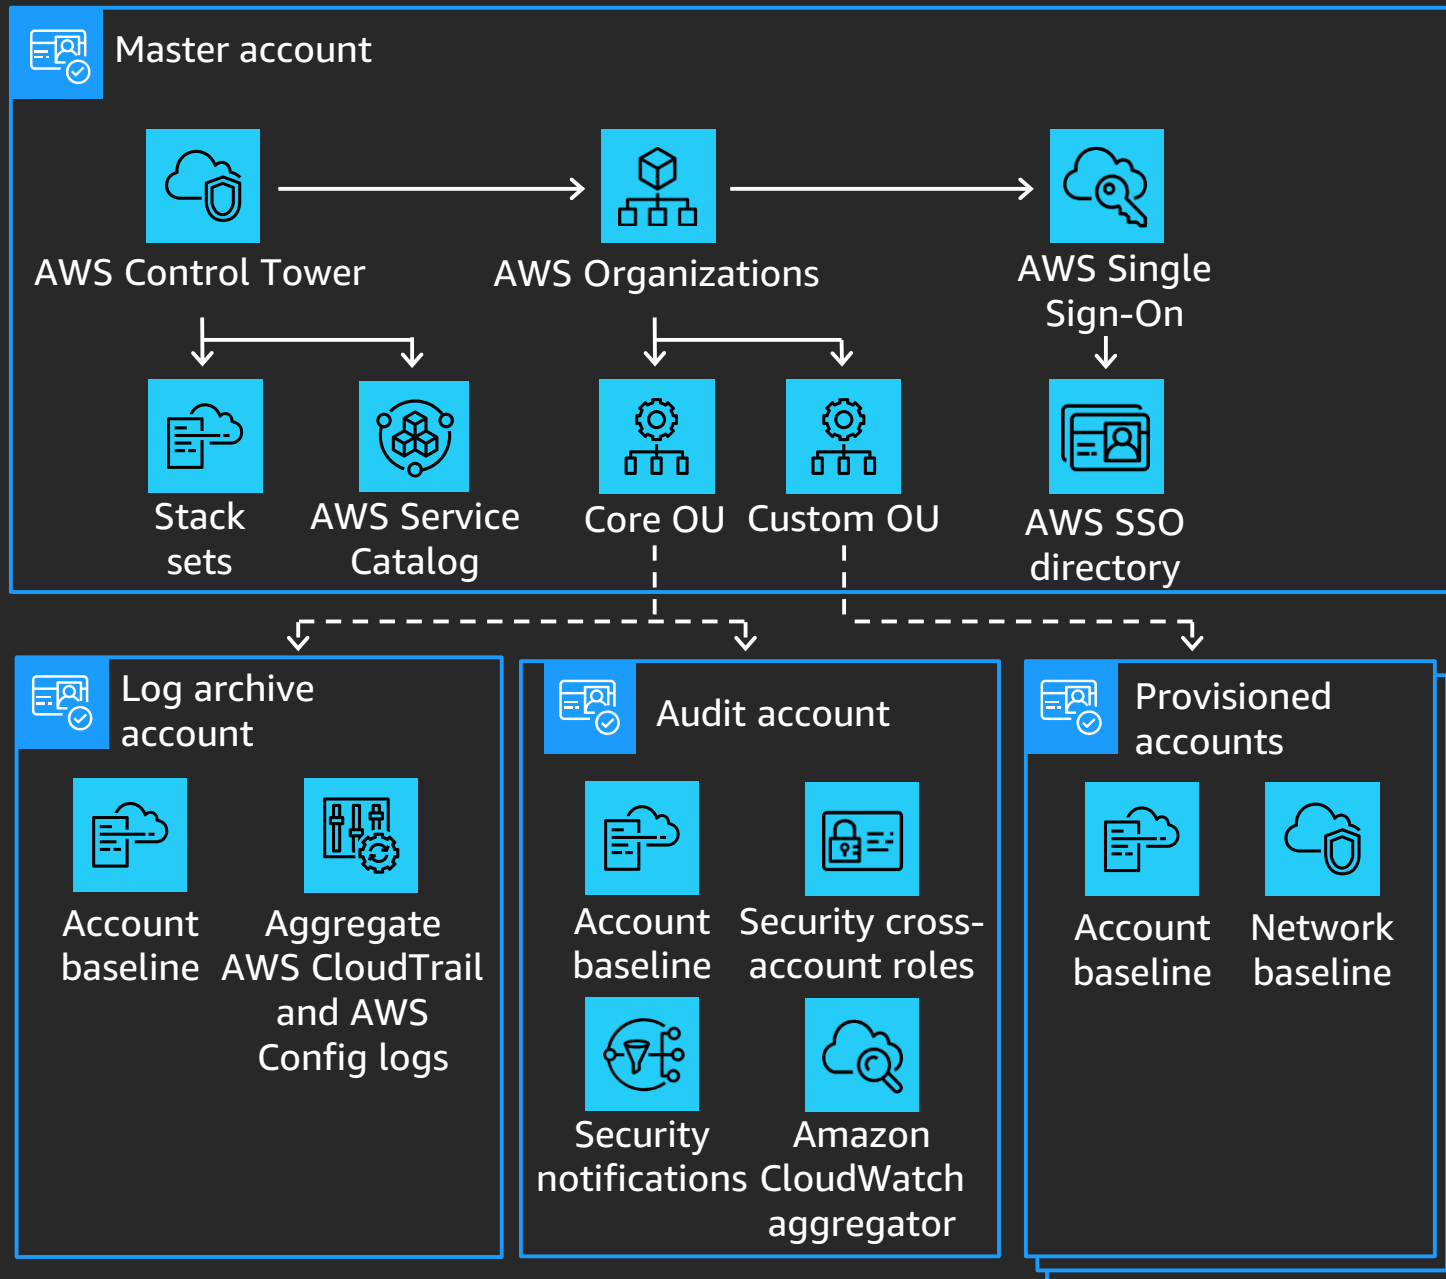 Master account
AWS Control Tower
AWS Organizations
AWS Single
Sign-On
Stack
sets
AWS Service
Catalog
Core OU
Custom OU
AWS SSO
directory
Log archive
account
Account
baseline
Aggregate
AWS CloudTrail
and AWS
Config logs
Audit account
Account
baseline
Security cross-
account roles
Security
notifications
Amazon
CloudWatch
aggregator
Provisioned
accounts
Account
baseline
Network
baseline